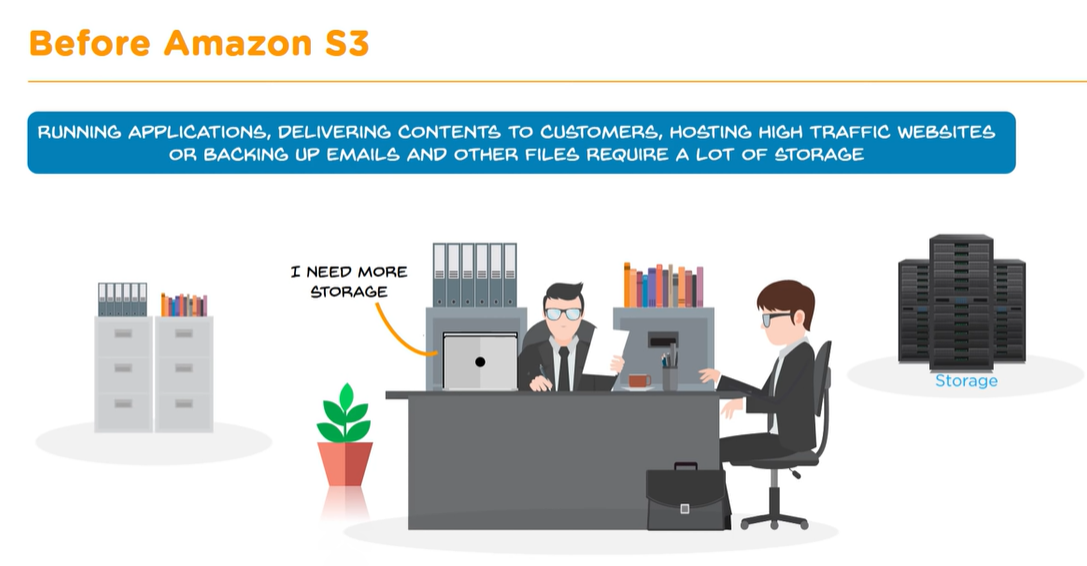 Before Amazon S3
RUNNING APPLICATIONS, DELIVERING CONTENTS TO CUSTOMERS, HOSTING HIGH TRAFFIC WEBSITES
OR BACKING UP EMAILS AND OTHER FILES REQUIRE A LOT OF STORAGE
I NEED MORE
STORAGE
Storage